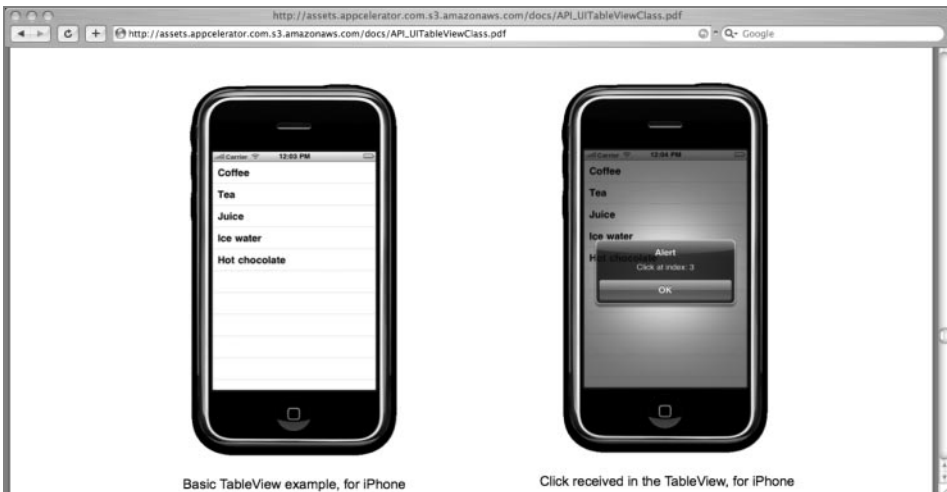 http://assets.appcelerator.com.s3.amazonaws.com/docs/API_UITableViewClass.pdf
http://assets.appcelerator.com.s3.amazonaws.com/docs/API_UITableViewClass.pdf
Google
Carrier 12:03 PM
Coffee
Tea
Juice
Ice water
Hot chocolate
Basic TableView example, for iPhone
Carrier 12:04 PM
Coffee
Tea
Juice
Ice water
Hot chocolate
Alert
Click at index: 3
OK
Click received in the TableView, for iPhone